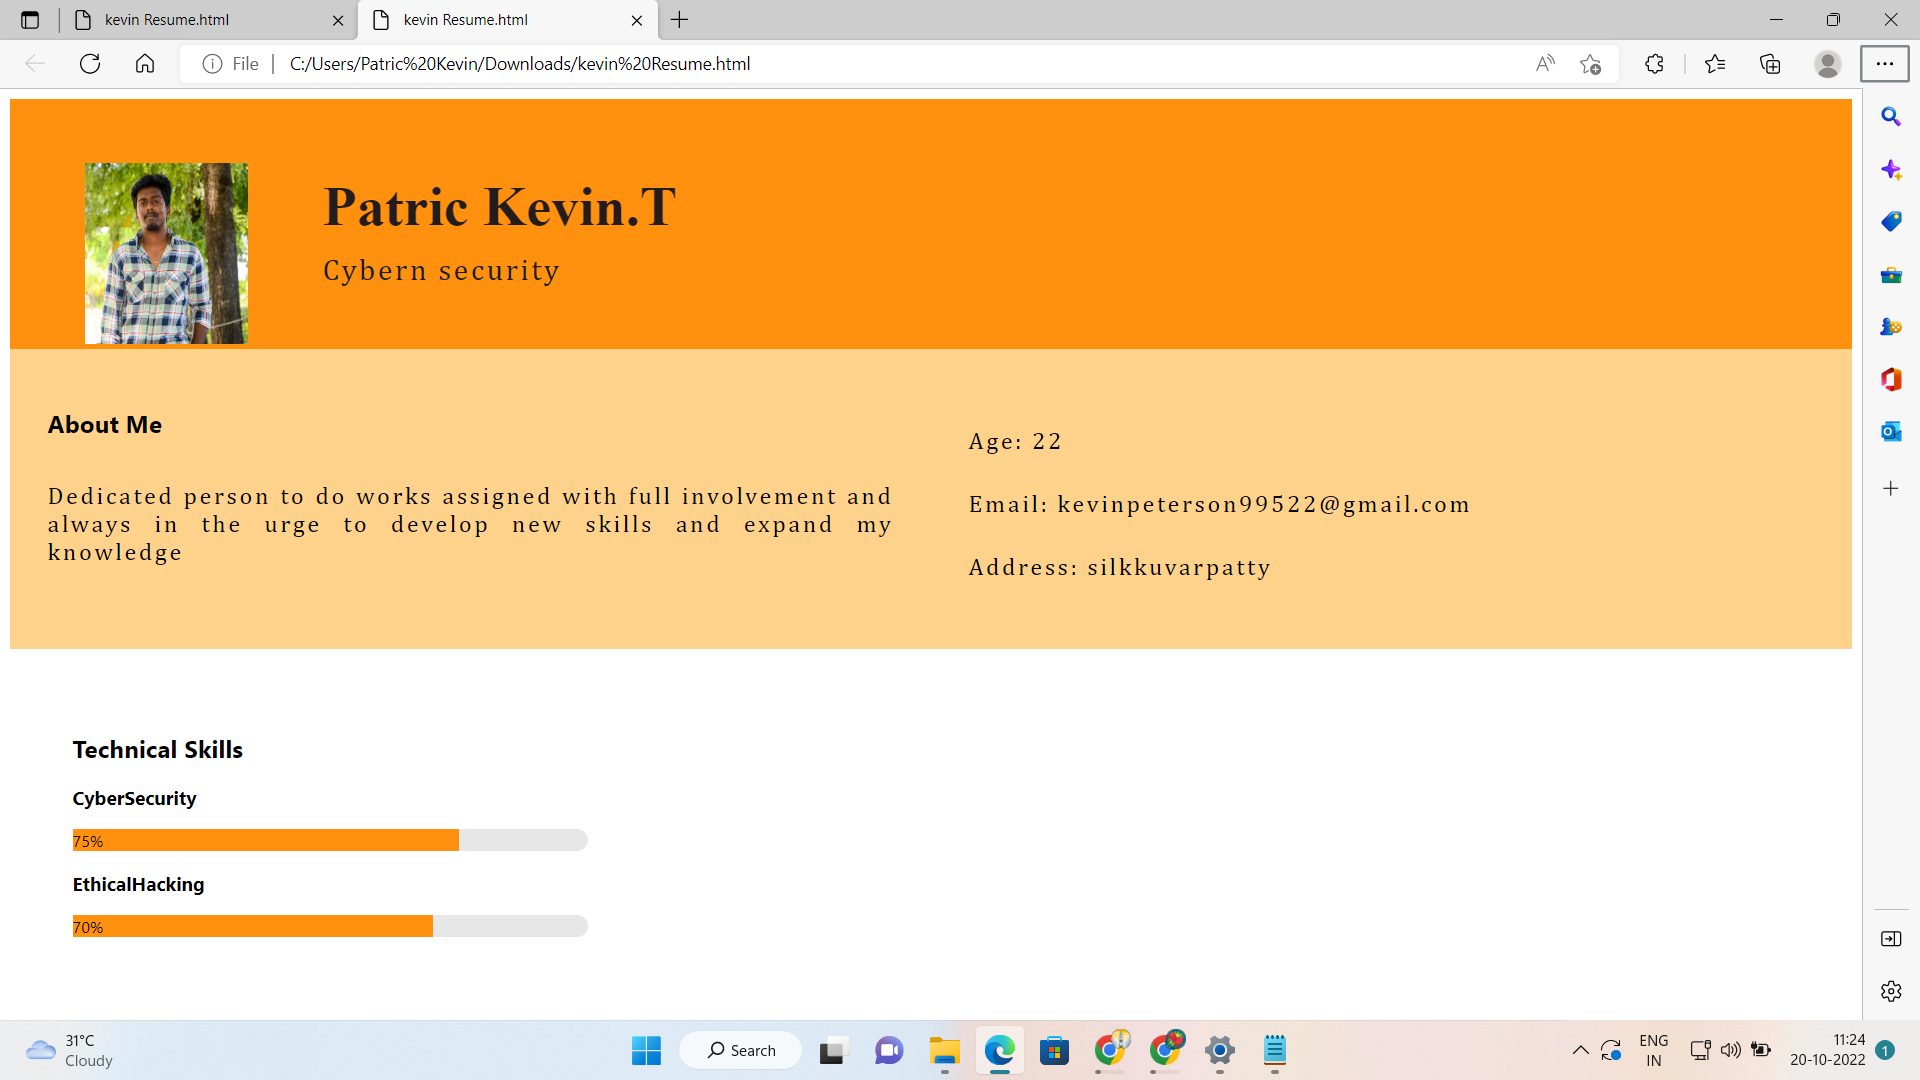 kevin Resume.html
kevin Resume.html
File
C:/Users/Patric%20Kevin/Downloads/kevin%20Resume.html
Patric Kevin.T
Cybern security
About Me
Dedicated person to do works assigned with full involvement and
always in the urge to develop new skills and expand my
knowledge
Age: 22
Email: kevinpeterson99522@gmail.com
Address: silkkuvarpatty
Technical Skills
CyberSecurity
75%
EthicalHacking
70%
31°C
Cloudy
Search
ENG
IN
11:24
20-10-2022
1